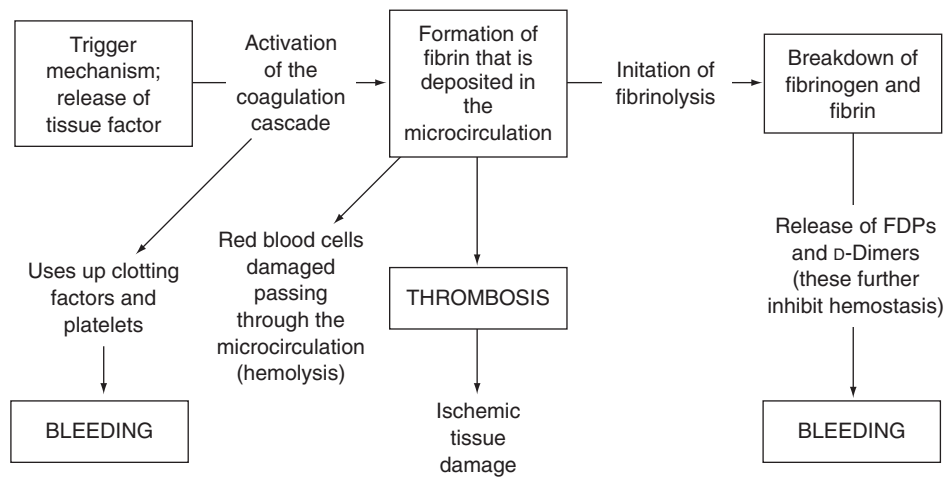 Trigger
mechanism;
release of
tissue factor
Activation
of the
coagulation
cascade
Formation of
fibrin that is
deposited in
the
microcirculation
Initation of
fibrinolysis
Breakdown of
fibrinogen and
fibrin
Uses up clotting
factors and
platelets
BLEEDING
Red blood cells
damaged
passing
through the
microcirculation
(hemolysis)
THROMBOSIS
Ischemic
tissue
damage
Release of FDPs
and D-Dimers
(these further
inhibit hemostasis)
BLEEDING